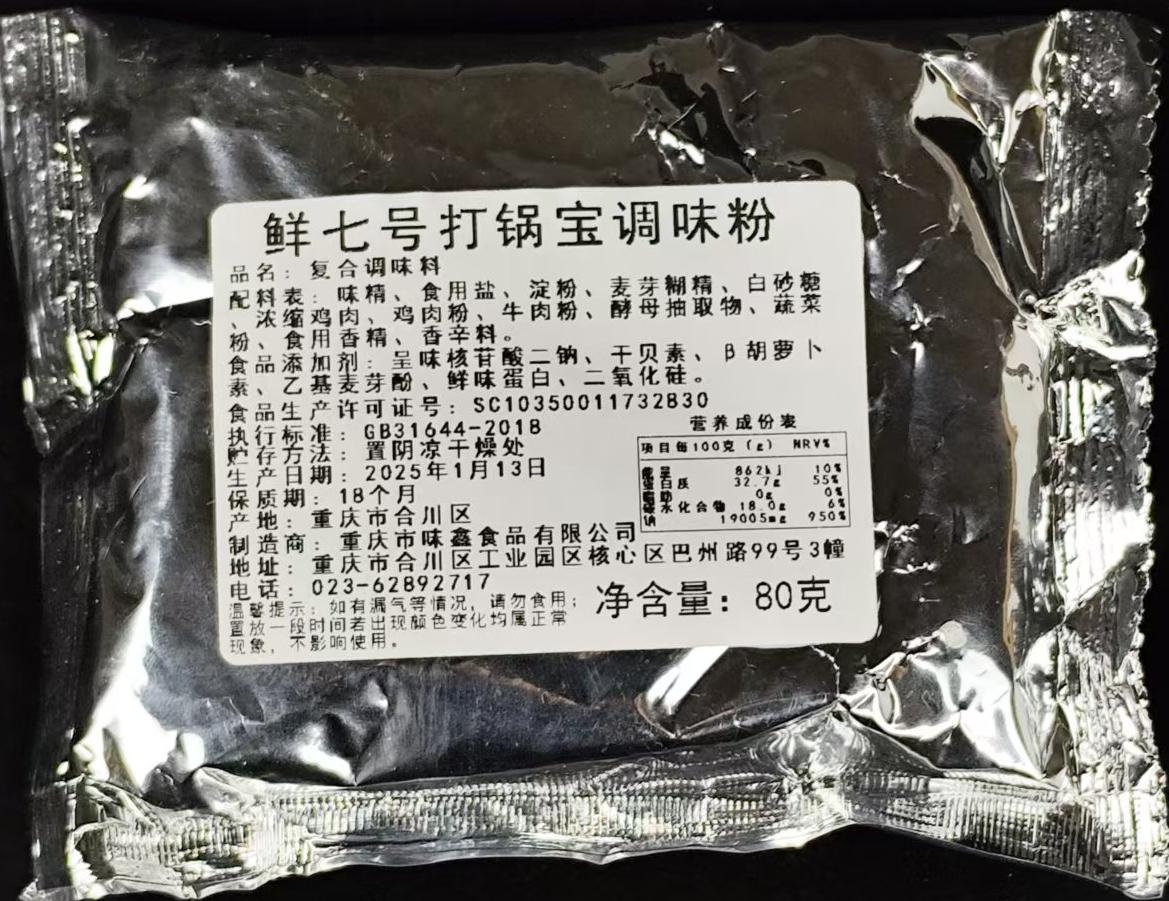 鲜七号打锅宝调味粉
品名：复合调味料
配料表：味精、食用盐、淀粉、麦芽糊精、白砂糖
、浓缩鸡肉、鸡肉粉、牛肉粉、酵母抽取物、蔬菜
粉、食用香精、香辛料。
食品添加剂：呈味核苷酸二钠、干贝素、β胡萝卜
素、乙基麦芽酚、鲜味蛋白、二氧化硅。
食品生产许可证号：SC10350011732830
执行标准：GB31644-2018
贮存方法：置阴凉干燥处
生产日期：2025年1月13日
保质期：18个月
产地：重庆市合川区
制造商：重庆市味鑫食品有限公司
地址：重庆市合川区工业园区核心区巴州路99号3幢
电话：023-62892717
温馨提示：如有漏气等情况，请勿食用；
置放一段时间若出现颜色变化均属正常
现象，不影响使用。
营养成份表
项目每100克（g） NRV%
能量 862kj 10%
蛋白质 32.7g 55%
脂肪 0g 0%
碳水化合物 18.0g 6%
钠 19005mg 950%
净含量：80克